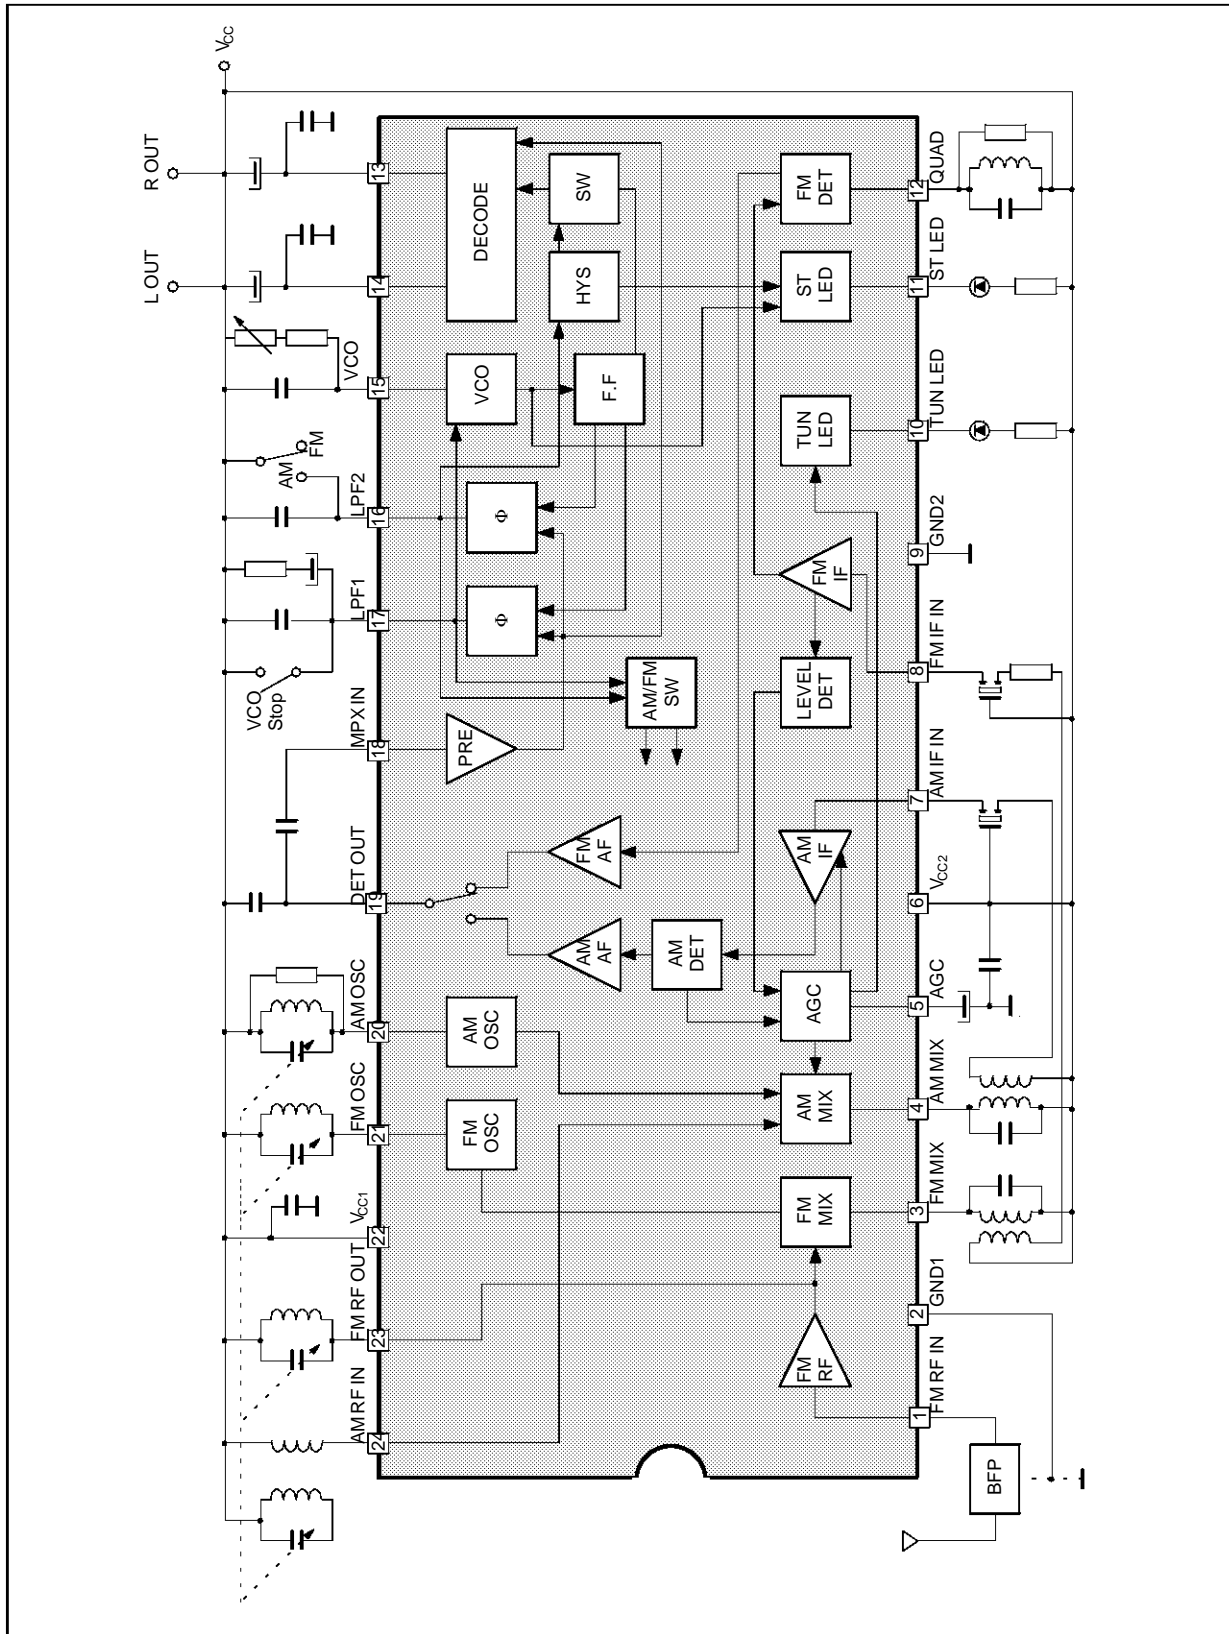 V_CC
R OUT
L OUT
VCO
AM
FM
LPF2
LPF1
VCO
Stop
MPX IN
DET OUT
AM OSC
FM OSC
V_CC1
FM RF OUT
AM RF IN
13
14
15
16
17
18
19
20
21
22
23
24
DECODE
SW
HYS
VCO
F.F
Φ
Φ
AM/FM
SW
PRE
FM
AF
AM
AF
AM
DET
AM
OSC
FM
OSC
FM
DET
ST
LED
TUN
LED
FM
IF
LEVEL
DET
AM
IF
AGC
AM
MIX
FM
MIX
FM
RF
12
11
10
9
8
7
6
5
4
3
2
1
QUAD
ST LED
TUN LED
GND2
FM IF IN
AM IF IN
V_CC2
AGC
AM MIX
FM MIX
GND1
FM RF IN
BFP